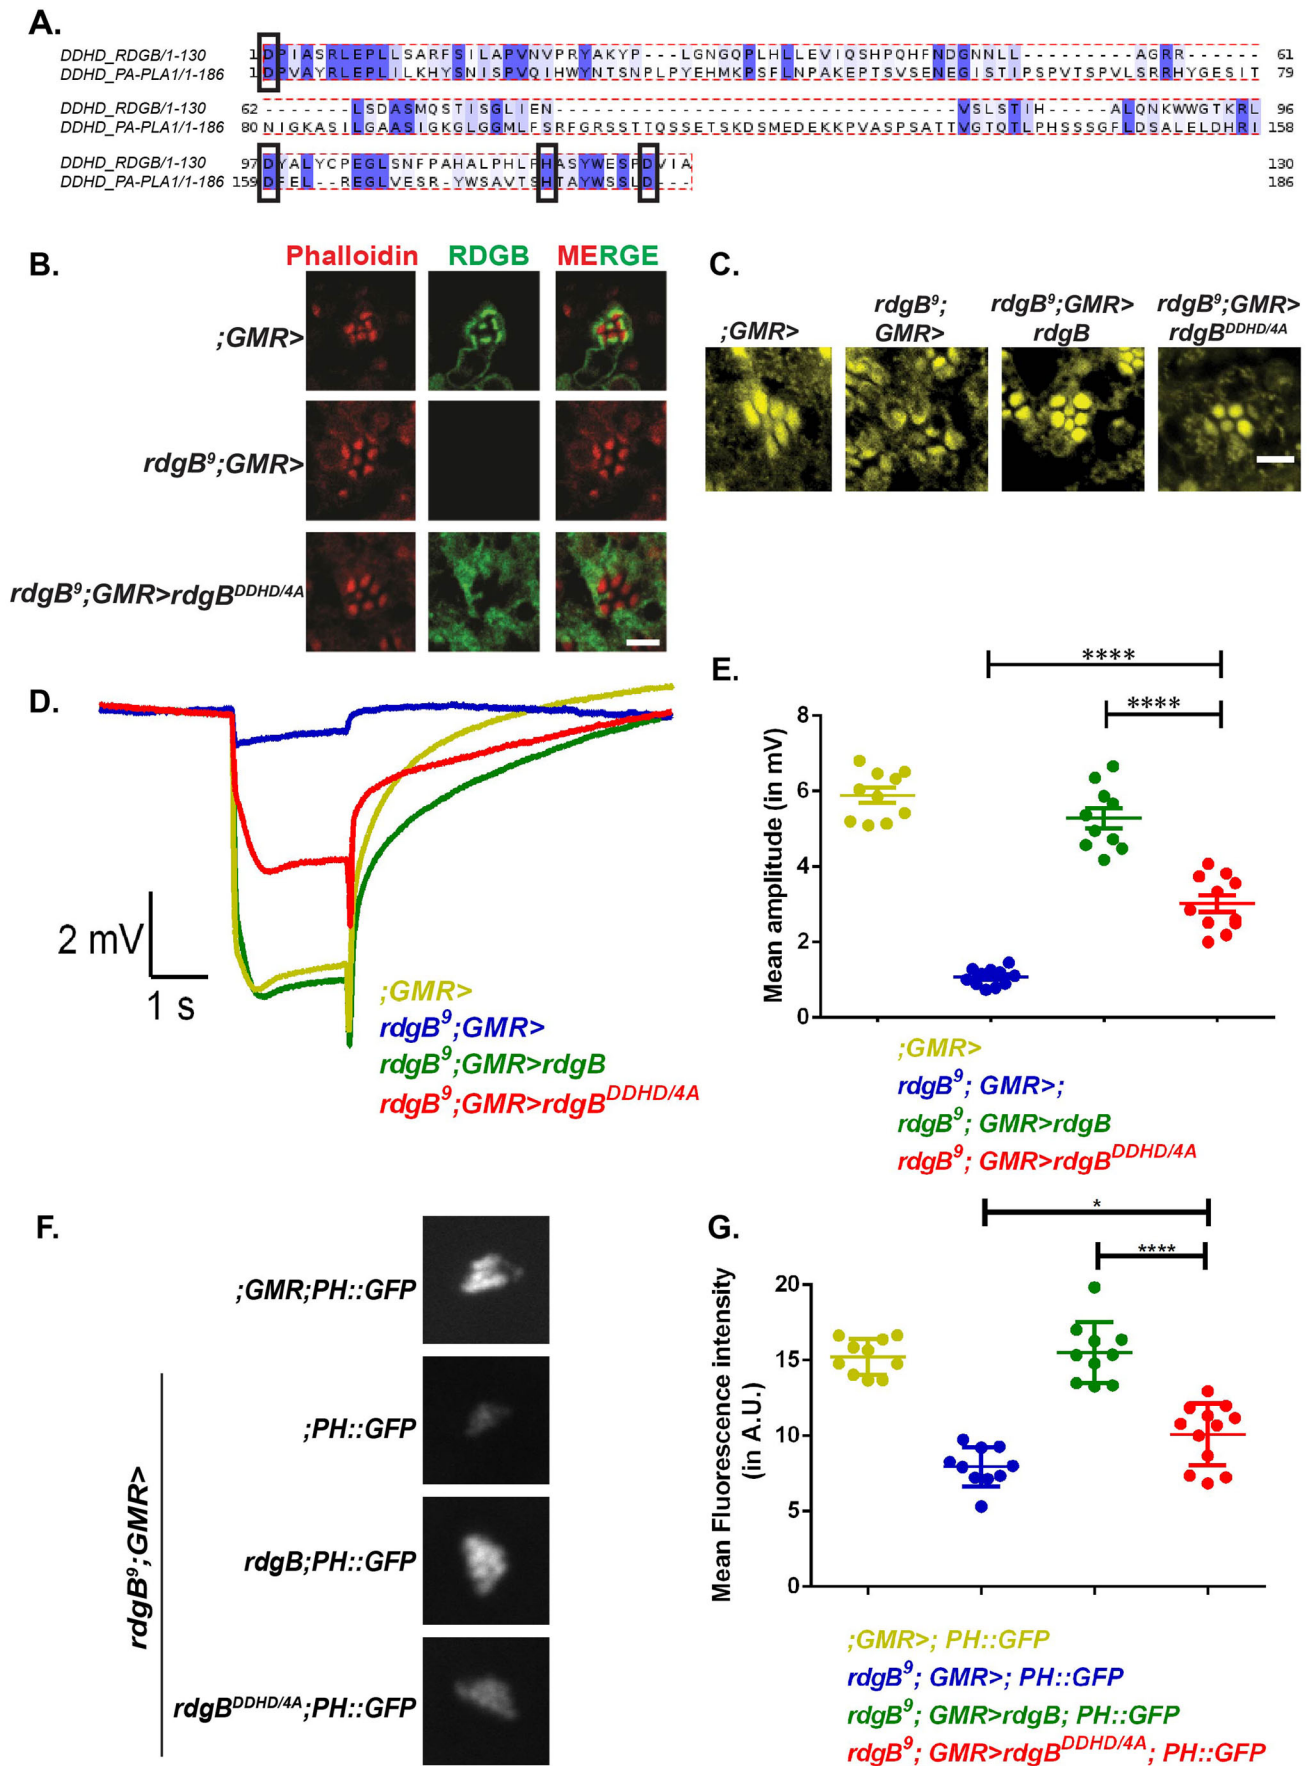 A.
DDHD_RDGB/1-130 1 DPIASRLEPLLSARFSILAPVNVPRYAKYP---LGNGQPLHLLEVIQSHPQHFNDGNNLL--------AGRR------- 61
DDHD_PA-PLA1/1-186 1 DPVAYRLEPLILKHYSNISPVQIHWYNTSNPLPYEHMKPSFLNPAKEPTSVSENEGISTIPSPVTSPVLSRRHYGESIT 79
DDHD_RDGB/1-130 62 -------LSDASMQSTISGLIEN--------------------------------VSLSTIH-----ALQNKWWGTKRL 96
DDHD_PA-PLA1/1-186 80 NIGKASILGAASIGKGLGGMLFSRFGRSSTTQSSETSKDSMEDEKKPVASPSATTVGTQTLPHSSSGFLDSALELDHRI 158
DDHD_RDGB/1-130 97 DYALYCPEGLSNFPAHALPHLFHASYWESPDVIA 130
DDHD_PA-PLA1/1-186 159 DFEL--REGLVESR-YWSAVTSHTAYWSSLD--- 186
B.
Phalloidin RDGB MERGE
;GMR>
rdgB9;GMR>
rdgB9;GMR>rdgBDDHD/4A
C.
;GMR>
rdgB9;
GMR>
rdgB9;GMR>
rdgB
rdgB9;GMR>
rdgBDDHD/4A
D.
2 mV
1 s
;GMR>
rdgB9;GMR>
rdgB9;GMR>rdgB
rdgB9;GMR>rdgBDDHD/4A
E.
****
****
Mean amplitude (in mV)
8
6
4
2
0
;GMR>
rdgB9; GMR>;
rdgB9; GMR>rdgB
rdgB9; GMR>rdgBDDHD/4A
F.
;GMR;PH::GFP
rdgB9;GMR>
;PH::GFP
rdgB;PH::GFP
rdgBDDHD/4A;PH::GFP
G.
*
****
Mean Fluorescence intensity
(in A.U.)
20
15
10
5
0
;GMR>; PH::GFP
rdgB9; GMR>; PH::GFP
rdgB9; GMR>rdgB; PH::GFP
rdgB9; GMR>rdgBDDHD/4A; PH::GFP